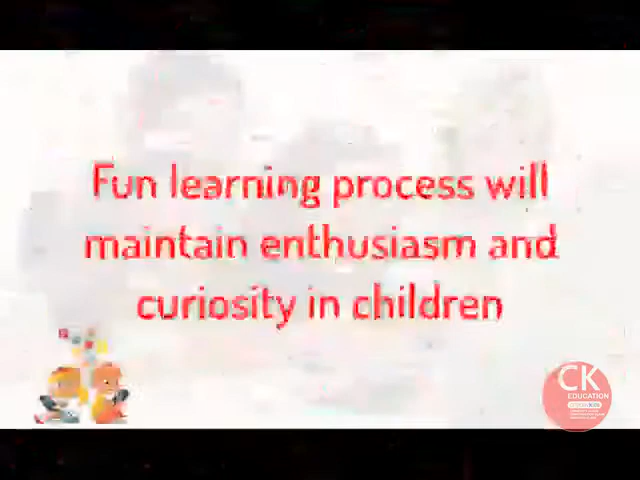 Fun learning process will
maintain enthusiasm and
curiosity in children
CK
EDUCATION